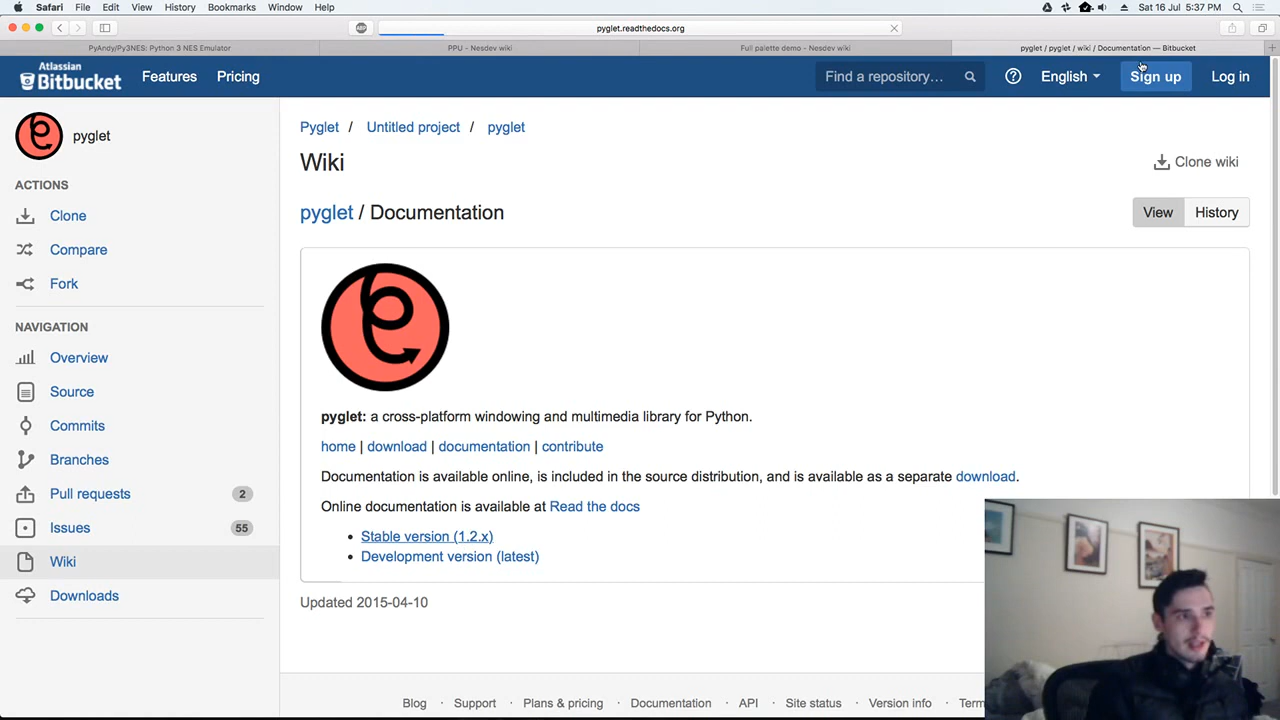 Safari File Edit View History Bookmarks Window Help Sat 16 Jul 5:37 PM
ABP pyglet.readthedocs.org
PyAndy/Py3NES: Python 3 NES Emulator PPU - Nesdev wiki Full palette demo - Nesdev wiki pyglet / pyglet / wiki / Documentation — Bitbucket
Atlassian
Bitbucket Features Pricing Find a repository… English Sign up Log in
pyglet
Pyglet / Untitled project / pyglet
Wiki Clone wiki
ACTIONS
Clone
Compare
Fork
NAVIGATION
Overview
Source
Commits
Branches
Pull requests 2
Issues 55
Wiki
Downloads
pyglet / Documentation View History
pyglet: a cross-platform windowing and multimedia library for Python.
home | download | documentation | contribute
Documentation is available online, is included in the source distribution, and is available as a separate download.
Online documentation is available at Read the docs
• Stable version (1.2.x)
• Development version (latest)
Updated 2015-04-10
Blog Support Plans & pricing Documentation API Site status Version info Term